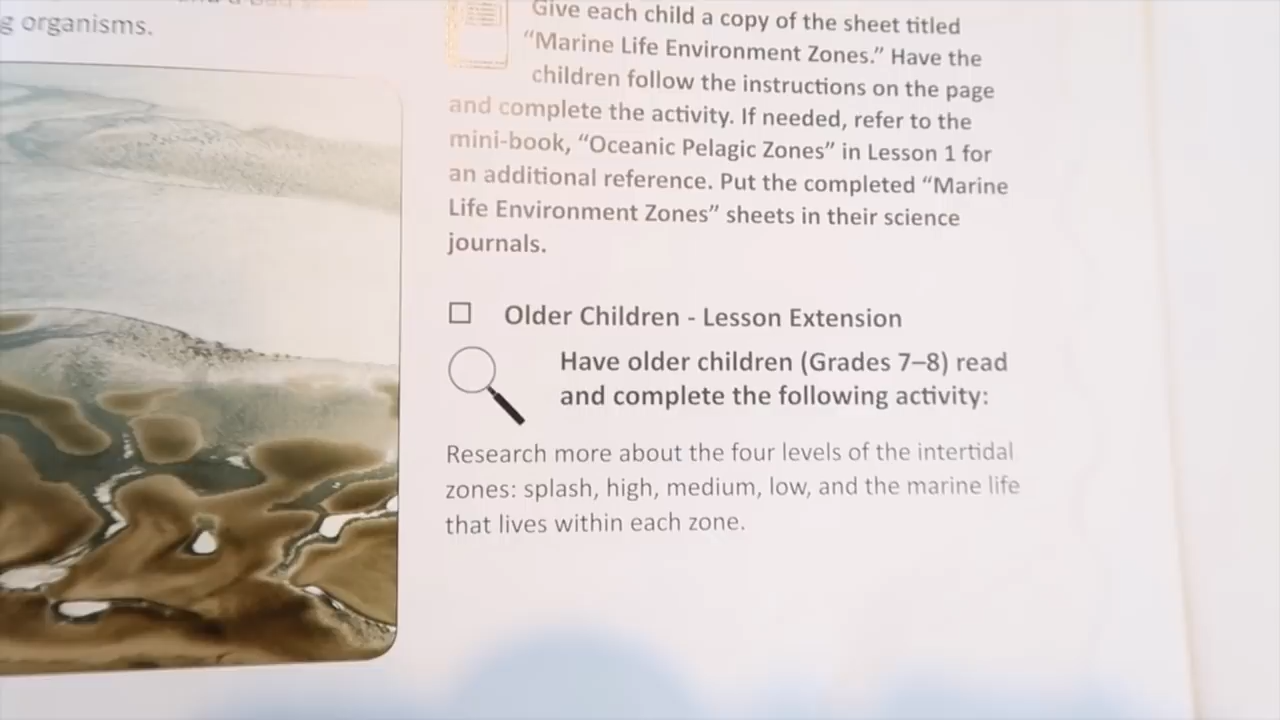 g organisms.
Give each child a copy of the sheet titled
“Marine Life Environment Zones.” Have the
children follow the instructions on the page
and complete the activity. If needed, refer to the
mini-book, “Oceanic Pelagic Zones” in Lesson 1 for
an additional reference. Put the completed “Marine
Life Environment Zones” sheets in their science
journals.
Older Children - Lesson Extension
Have older children (Grades 7–8) read
and complete the following activity:
Research more about the four levels of the intertidal
zones: splash, high, medium, low, and the marine life
that lives within each zone.